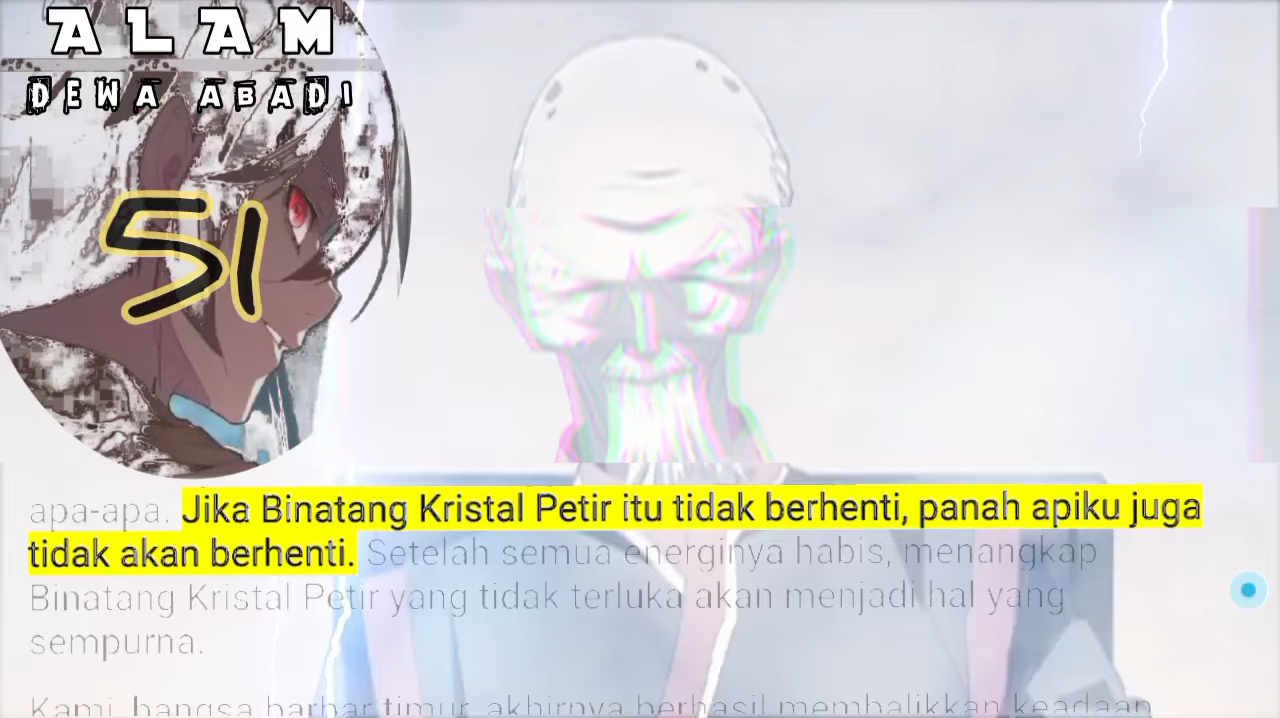 ALAM
DEWA ABADI
51
apa-apa. Jika Binatang Kristal Petir itu tidak berhenti, panah apiku juga
tidak akan berhenti. Setelah semua energinya habis, menangkap
Binatang Kristal Petir yang tidak terluka akan menjadi hal yang
sempurna.
Kami, bangsa barbar timur, akhirnya berhasil membalikkan keadaan